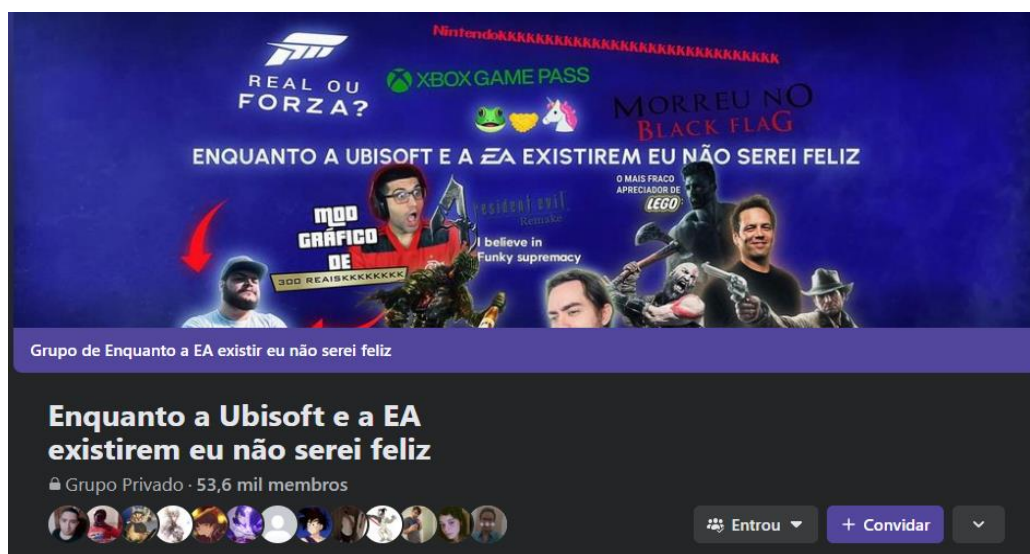 NintendoKKKKKKKKKKKKKKKKKKKKKKKKKKKKKKKKK
REAL OU
FORZA?
XBOX GAME PASS
MORREU NO
BLACK FLAG
ENQUANTO A UBISOFT E A EA EXISTIREM EU NÃO SEREI FELIZ
O MAIS FRACO
APRECIADOR DE
LEGO:
MOD
GRÁFICO
DE
300 REAISKKKKKKKK
resident evil
Remake
I believe in
Funky supremacy
Grupo de Enquanto a EA existir eu não serei feliz
Enquanto a Ubisoft e a EA
existirem eu não serei feliz
Grupo Privado · 53,6 mil membros
Entrou
+ Convidar